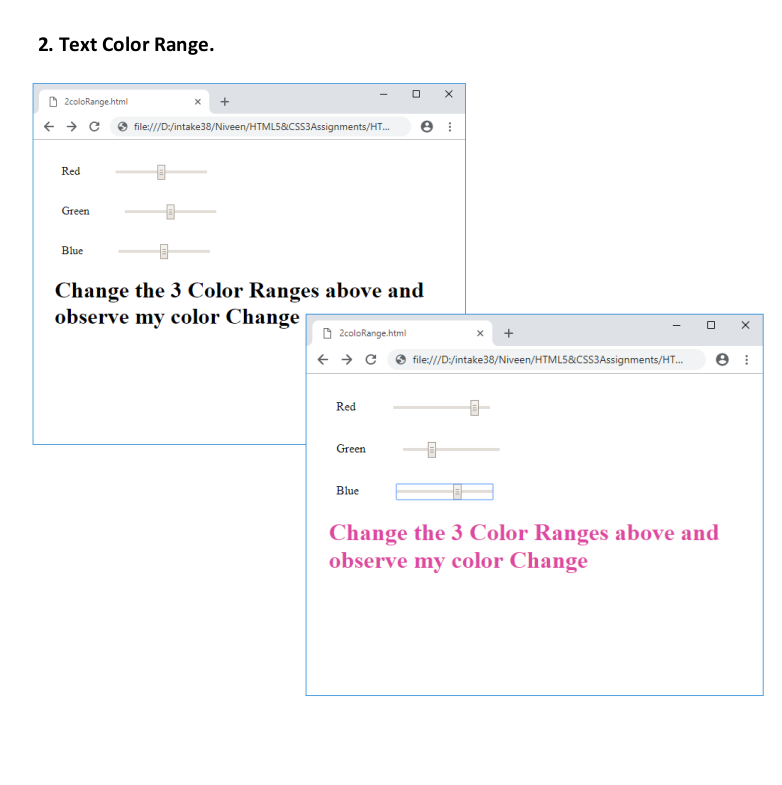 2. Text Color Range.
2coloRange.html
file:///D:/intake38/Niveen/HTML5&CSS3Assignments/HT...
Red
Green
Blue
Change the 3 Color Ranges above and
observe my color Change
2coloRange.html
file:///D:/intake38/Niveen/HTML5&CSS3Assignments/HT...
Red
Green
Blue
Change the 3 Color Ranges above and
observe my color Change